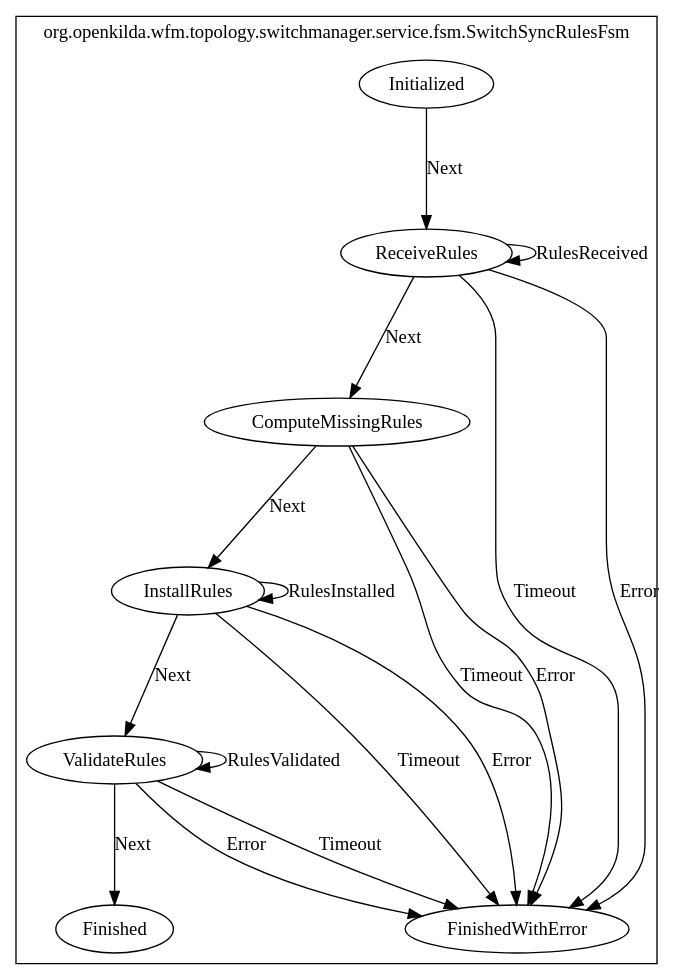 org.openkilda.wfm.topology.switchmanager.service.fsm.SwitchSyncRulesFsm
Initialized
Next
ReceiveRules
RulesReceived
Next
ComputeMissingRules
Next
InstallRules
RulesInstalled
Timeout
Error
Next
Timeout
Error
ValidateRules
RulesValidated
Timeout
Error
Next
Error
Timeout
Finished
FinishedWithError